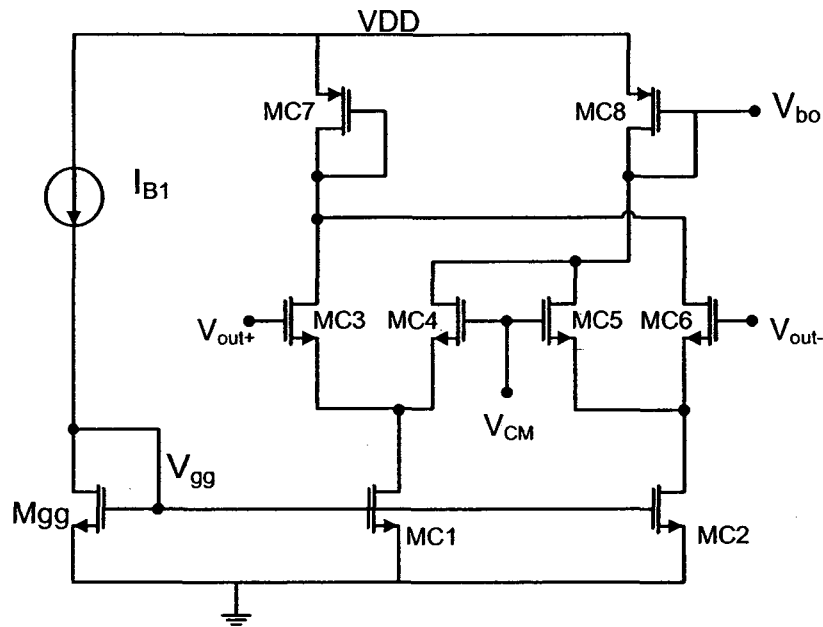 VDD
MC7
MC8
V_bo
I_B1
V_out+
MC3
MC4
MC5
MC6
V_out-
V_CM
V_gg
Mgg
MC1
MC2